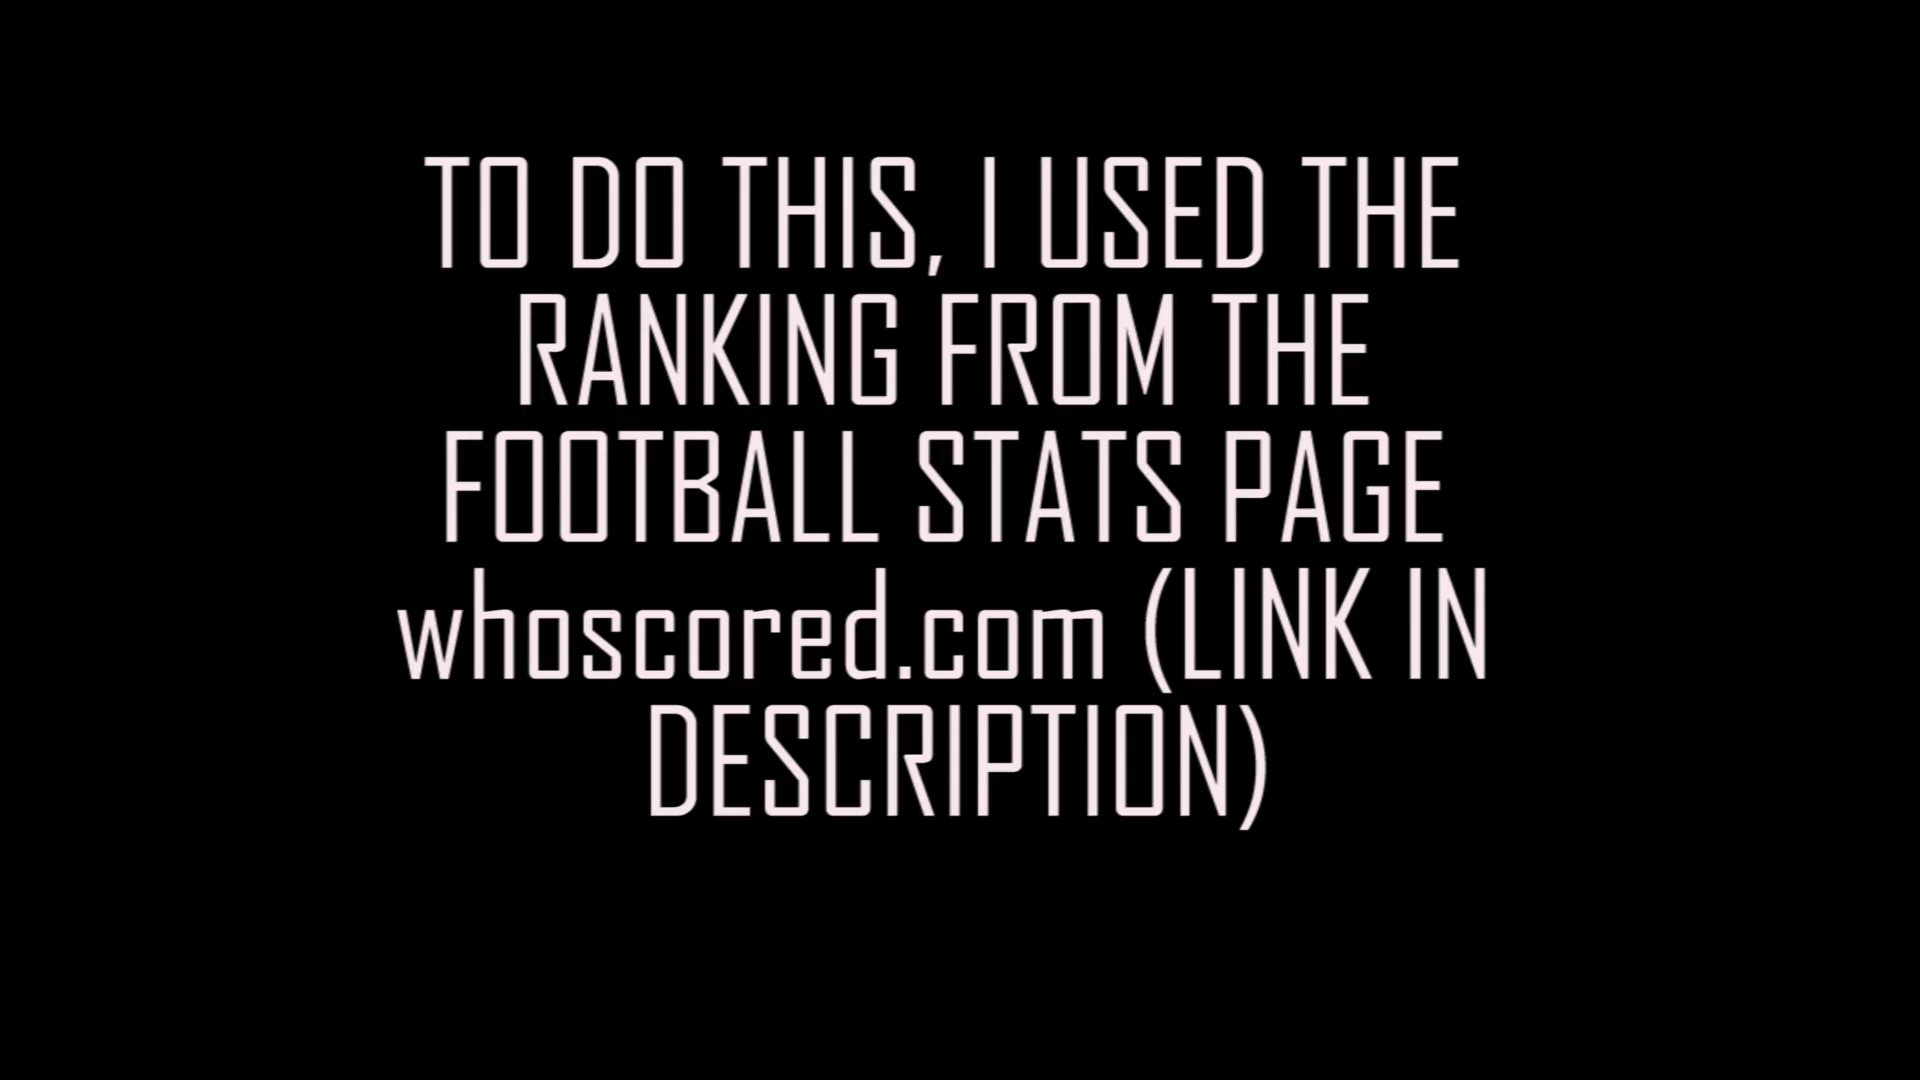 TO DO THIS, I USED THE
RANKING FROM THE
FOOTBALL STATS PAGE
whoscored.com (LINK IN
DESCRIPTION)